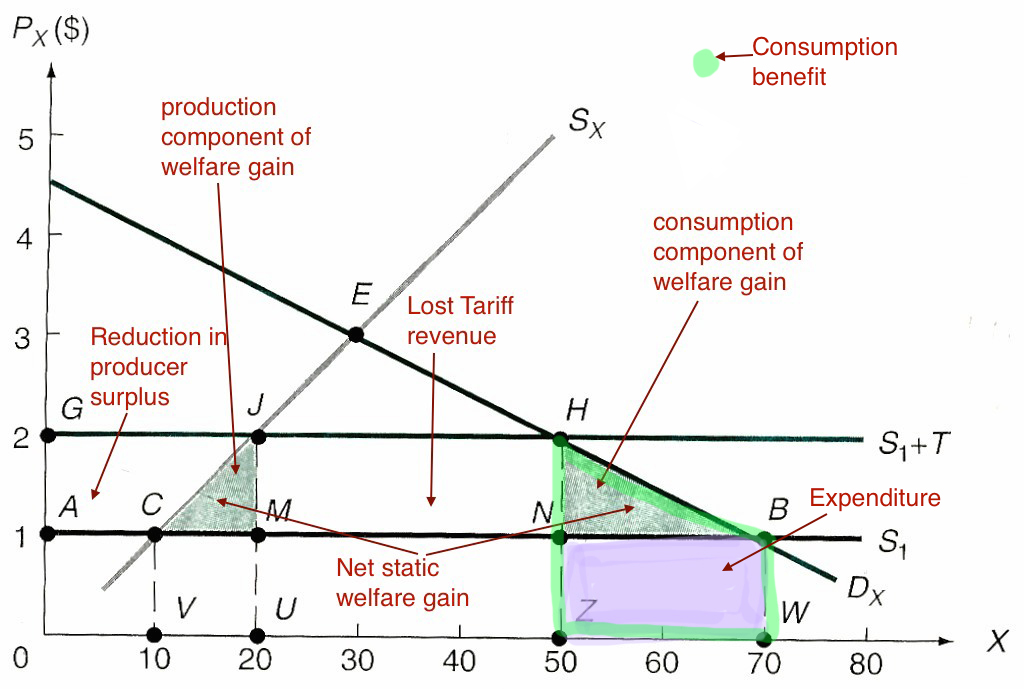 P_X ($)
Consumption
benefit
production
component of
welfare gain
5
S_X
4
consumption
component of
welfare gain
E
Lost Tariff
revenue
3
Reduction in
producer
surplus
G
J
H
2
S₁+T
A
C
M
N
B
Expenditure
1
S₁
Net static
welfare gain
D_X
V
U
Z
W
0
10
20
30
40
50
60
70
80
X